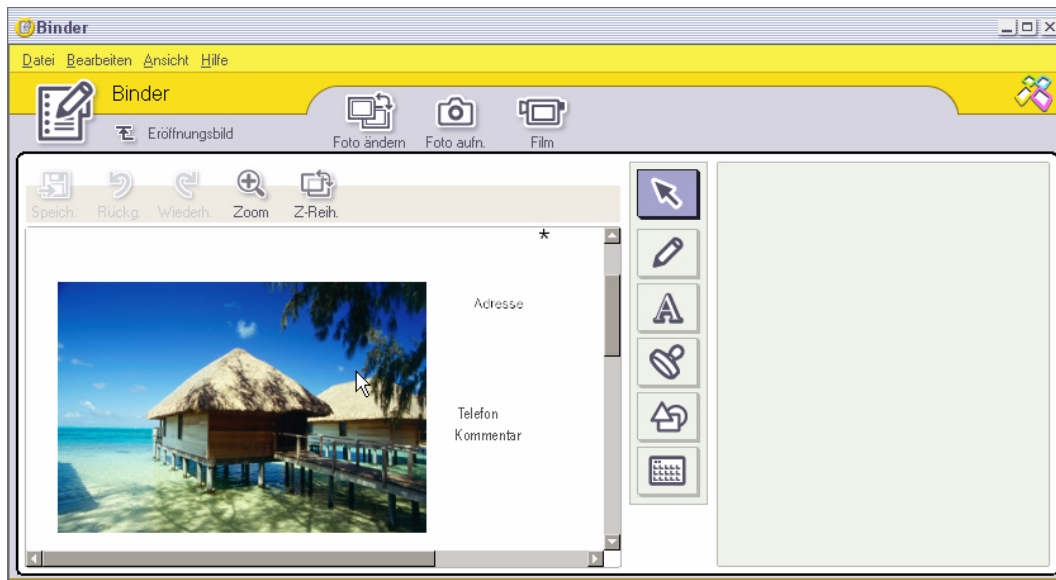 Binder
Datei Bearbeiten Ansicht Hilfe
Binder
Eröffnungsbild
Foto ändern Foto aufn. Film
Speich. Rückg. Wiederh. Zoom Z-Reih.
*
Adresse
Telefon
Kommentar